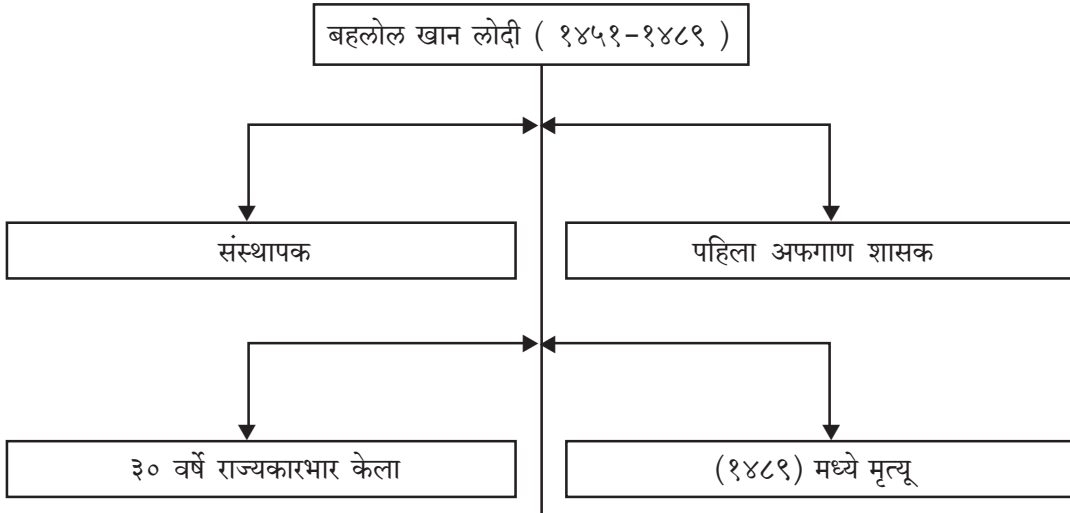 बहलोल खान लोदी ( १४५१-१४८९ )
संस्थापक
पहिला अफगाण शासक
३० वर्षे राज्यकारभार केला
(१४८९) मध्ये मृत्यू